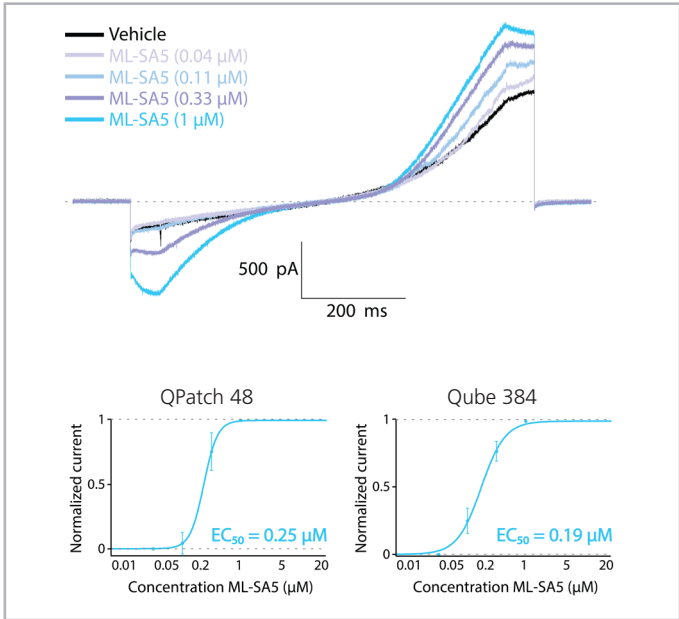 Vehicle
ML-SA5 (0.04 µM)
ML-SA5 (0.11 µM)
ML-SA5 (0.33 µM)
ML-SA5 (1 µM)
500 pA
200 ms
QPatch 48
Normalized current
1
0.5
0
EC₅₀ = 0.25 µM
0.01 0.05 0.2 1 5 20
Concentration ML-SA5 (µM)
Qube 384
Normalized current
1
0.5
0
EC₅₀ = 0.19 µM
0.01 0.05 0.2 1 5 20
Concentration ML-SA5 (µM)